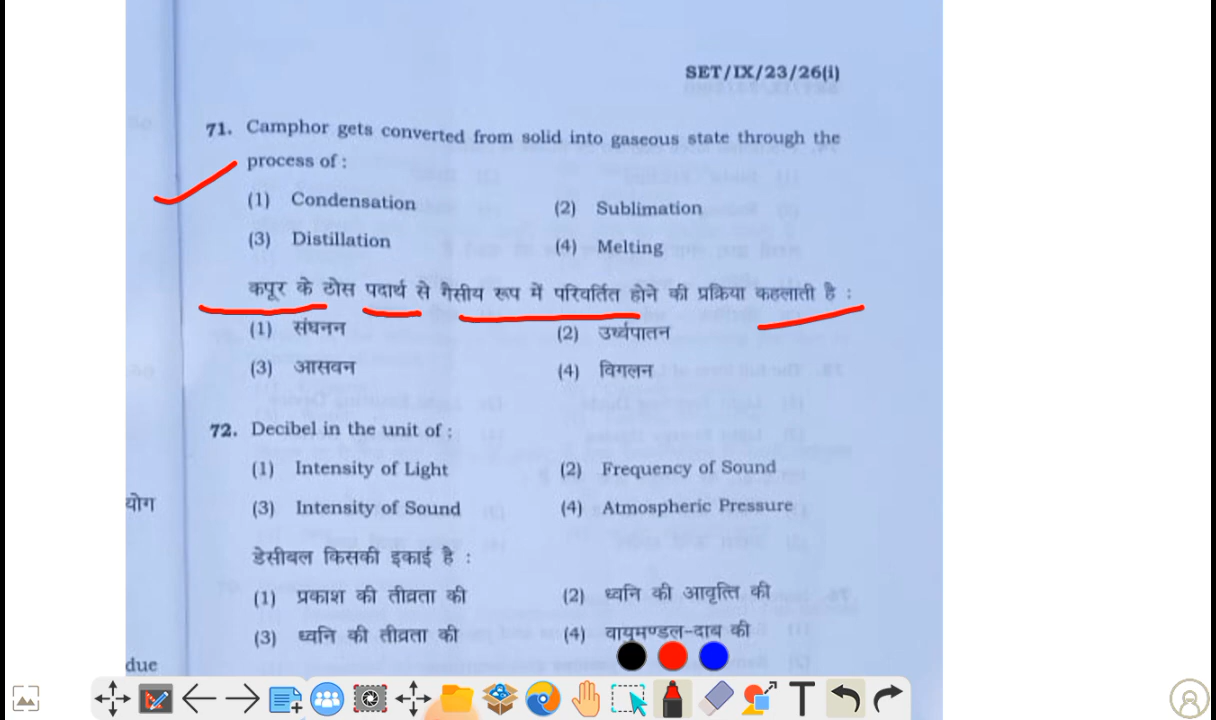 SET/IX/23/26(i)
71. Camphor gets converted from solid into gaseous state through the
process of :
(1) Condensation (2) Sublimation
(3) Distillation (4) Melting
कपूर के ठोस पदार्थ से गैसीय रूप में परिवर्तित होने की प्रक्रिया कहलाती है :
(1) संघनन (2) उर्ध्वपातन
(3) आसवन (4) विगलन
72. Decibel in the unit of :
(1) Intensity of Light (2) Frequency of Sound
योग
(3) Intensity of Sound (4) Atmospheric Pressure
डेसीबल किसकी इकाई है :
(1) प्रकाश की तीव्रता की (2) ध्वनि की आवृत्ति की
(3) ध्वनि की तीव्रता की (4) वायुमण्डल-दाब की
due
T